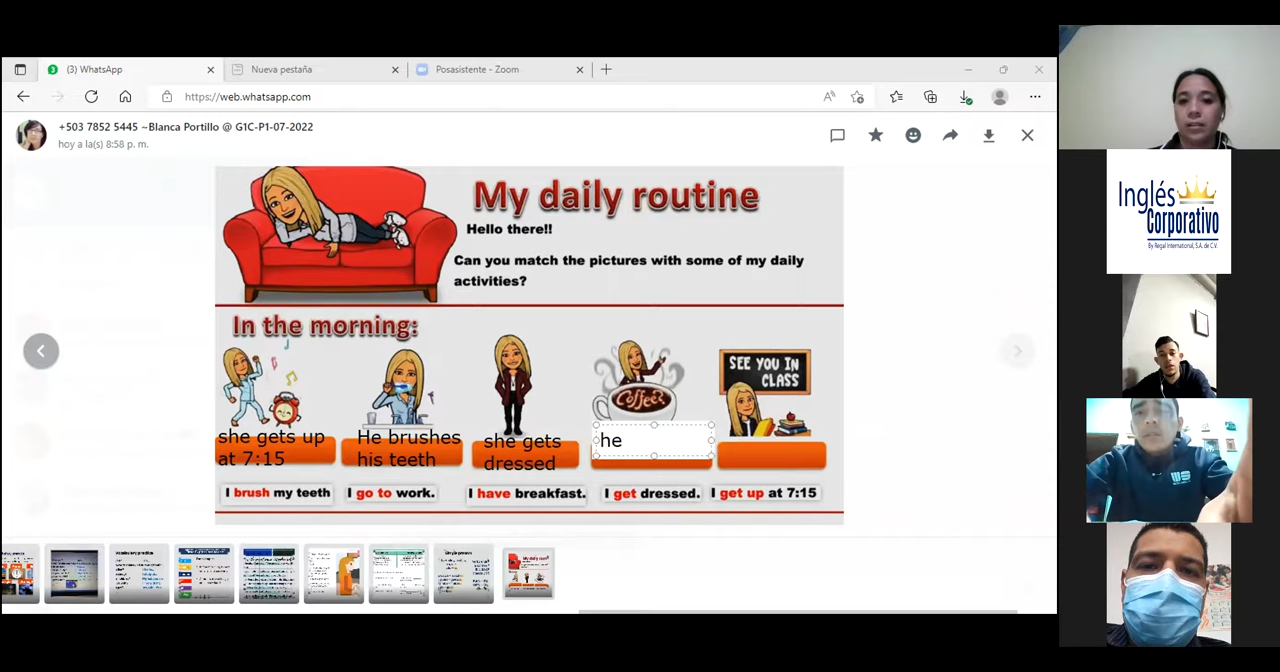 (3) WhatsApp
Nueva pestaña
Posasistente - Zoom
https://web.whatsapp.com
+503 7852 5445 ~Blanca Portillo @ G1C-P1-07-2022
hoy a la(s) 8:58 p. m.
My daily routine
Hello there!!
Can you match the pictures with some of my daily
activities?
In the morning:
Coffee
SEE YOU IN
CLASS
she gets up
at 7:15
He brushes
his teeth
she gets
dressed
he
I brush my teeth
I go to work.
I have breakfast.
I get dressed.
I get up at 7:15
Inglés
Corporativo
By Regal International, S.A. de C.V.
WS